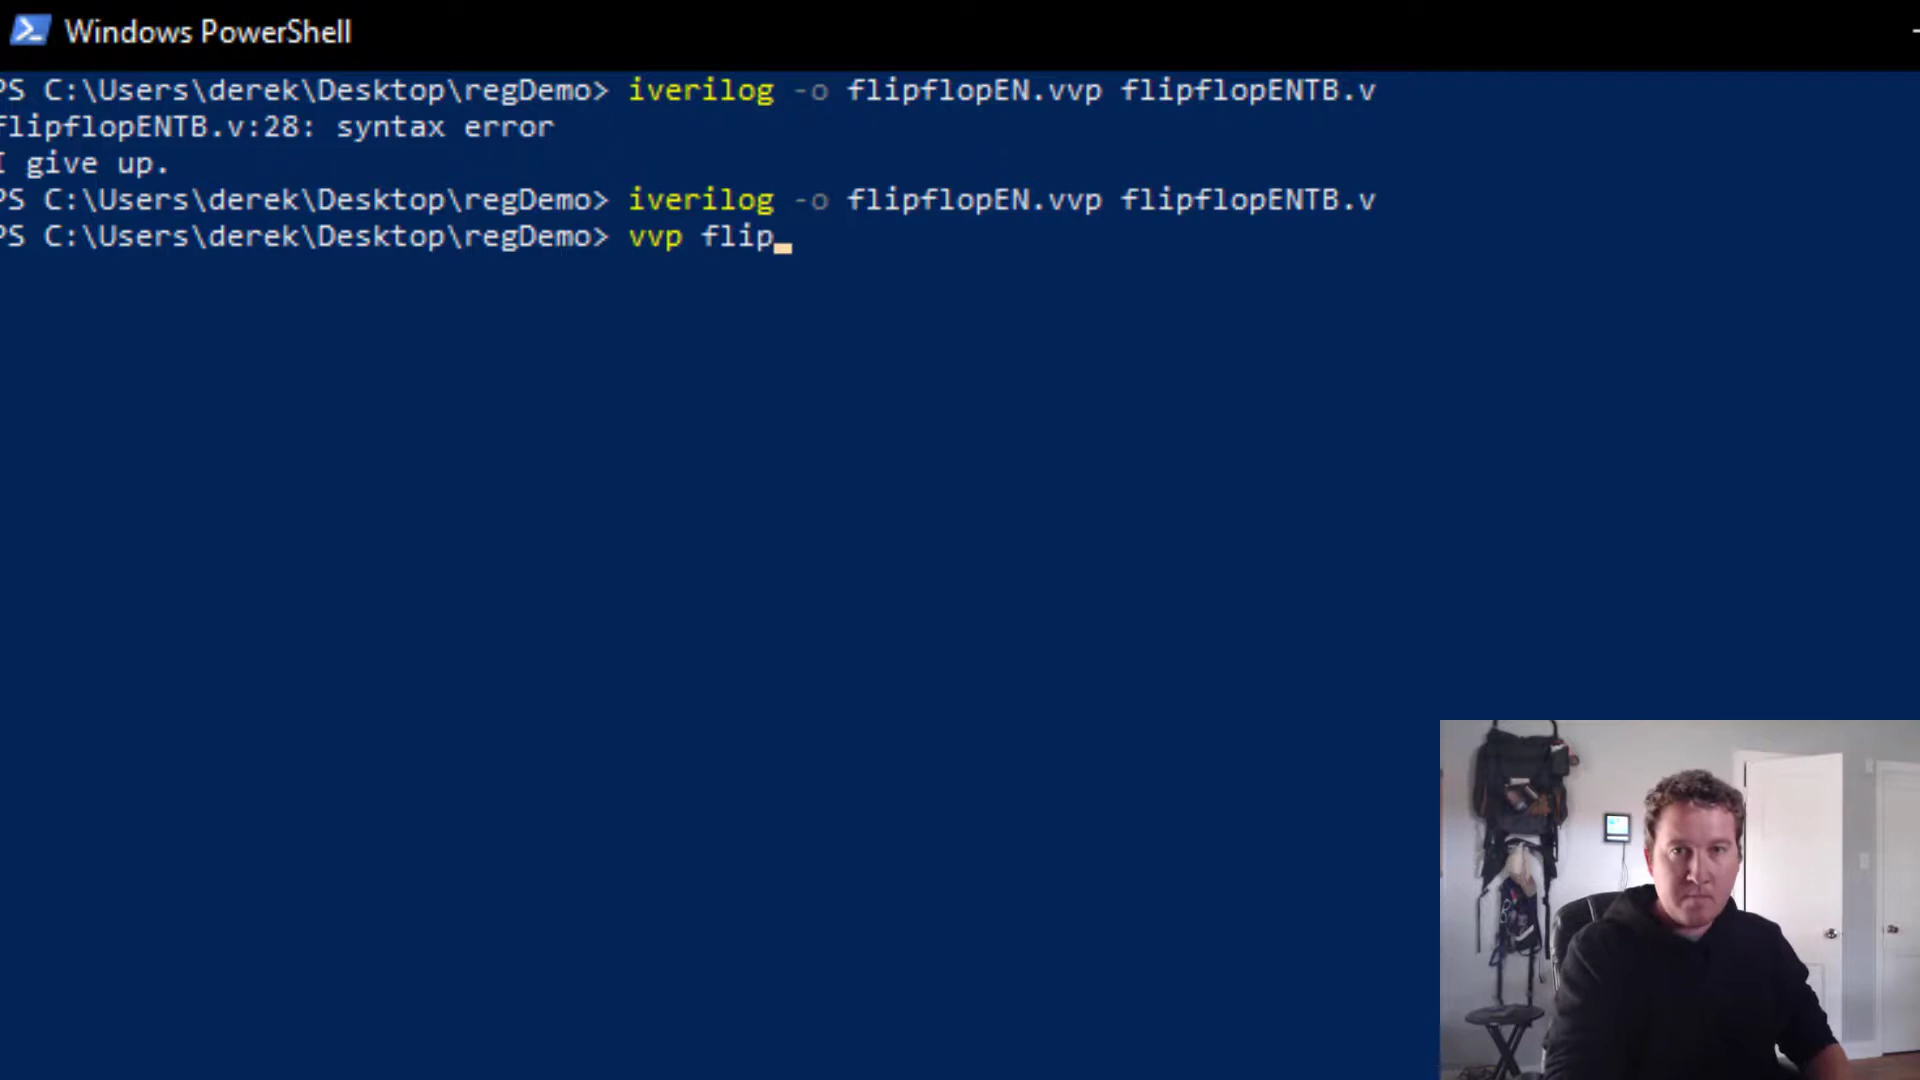 Windows PowerShell
PS C:\Users\derek\Desktop\regDemo> iverilog -o flipflopEN.vvp flipflopENTB.v
flipflopENTB.v:28: syntax error
I give up.
PS C:\Users\derek\Desktop\regDemo> iverilog -o flipflopEN.vvp flipflopENTB.v
PS C:\Users\derek\Desktop\regDemo> vvp flip